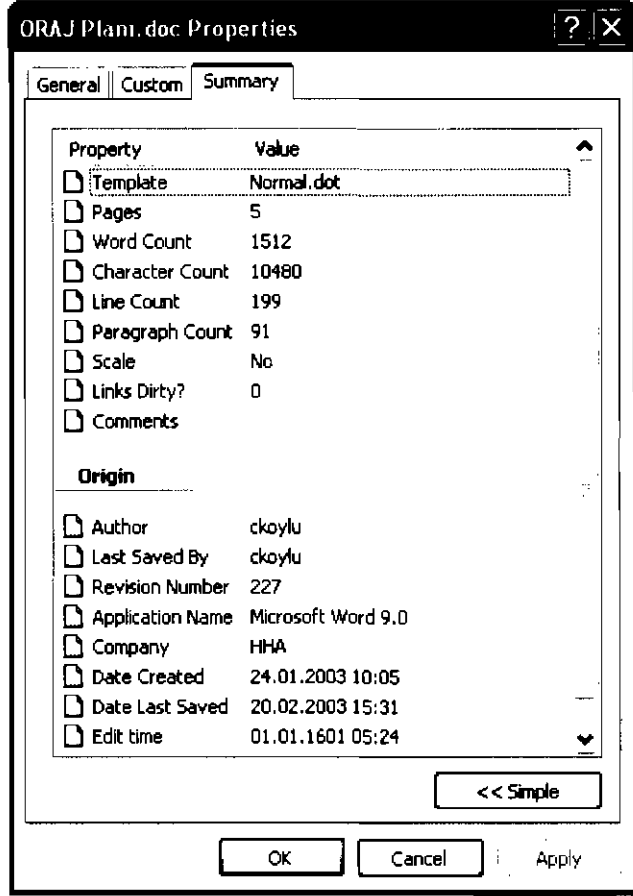 ORAJ Planı.doc Properties
General Custom Summary
Property Value
Template Normal.dot
Pages 5
Word Count 1512
Character Count 10480
Line Count 199
Paragraph Count 91
Scale No
Links Dirty? 0
Comments
Origin
Author ckoylu
Last Saved By ckoylu
Revision Number 227
Application Name Microsoft Word 9.0
Company HHA
Date Created 24.01.2003 10:05
Date Last Saved 20.02.2003 15:31
Edit time 01.01.1601 05:24
<< Simple
OK Cancel Apply